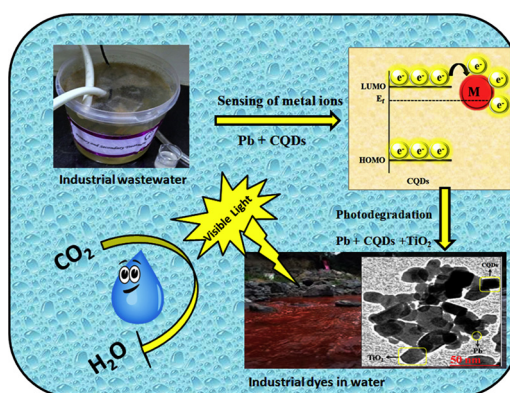 Sensing of metal ions
Pb + CQDs
Industrial wastewater
e- e- e- e-
e-
e-
LUMO
Ef
M
HOMO
e- e- e-
CQDs
Photodegradation
Pb + CQDs +TiO2
Visible Light
CO2
H2O
CQDs
Pb
TiO2
50 nm
Industrial dyes in water